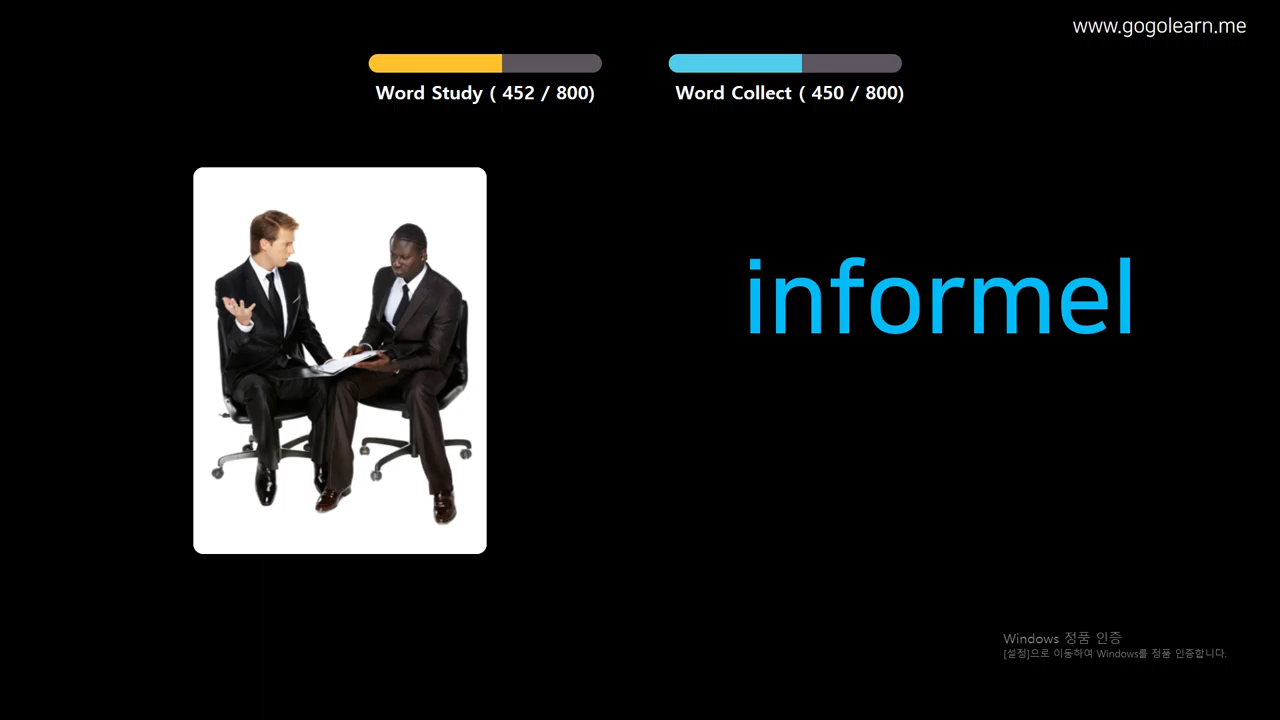 www.gogolearn.me
Word Study ( 452 / 800)
Word Collect ( 450 / 800)
informel
Windows 정품 인증
[설정]으로 이동하여 Windows를 정품 인증합니다.